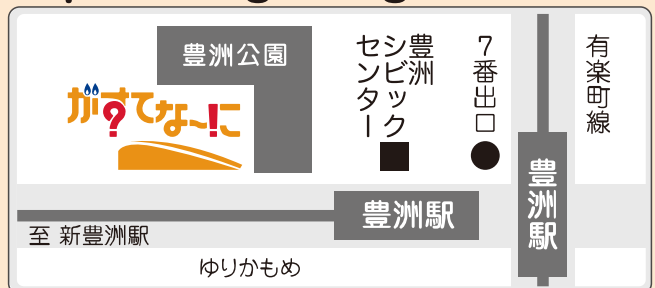 豊洲公園
がすてな~に
?
!
豊洲
シビック
センター
7番出口
有楽町線
豊洲駅
豊洲駅
至 新豊洲駅
ゆりかもめ